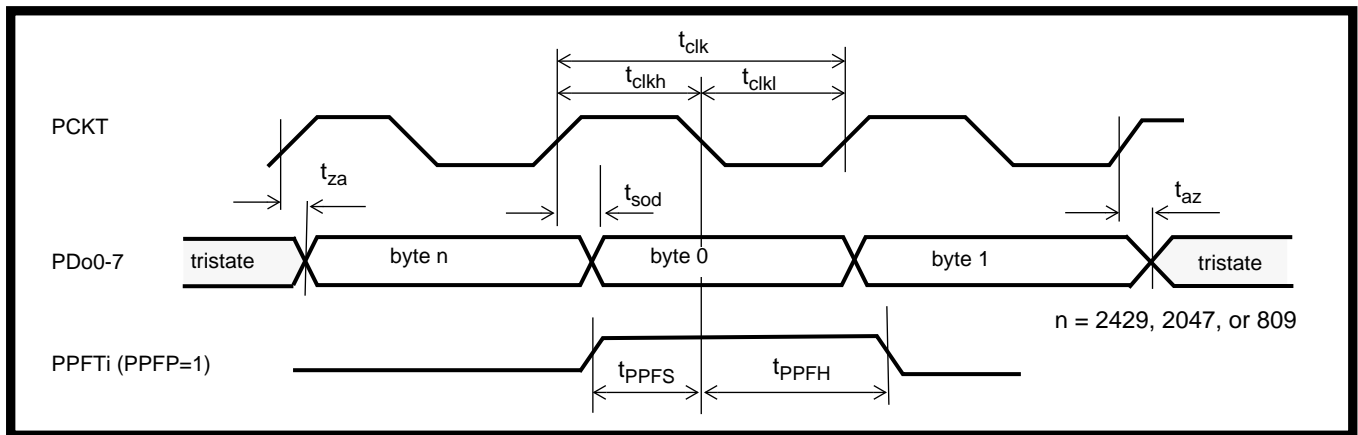 t_clk
t_clkh t_clkl
PCKT
t_za t_sod t_az
PDo0-7 tristate byte n byte 0 byte 1 tristate
n = 2429, 2047, or 809
PPFTi (PPFP=1)
t_PPFS t_PPFH